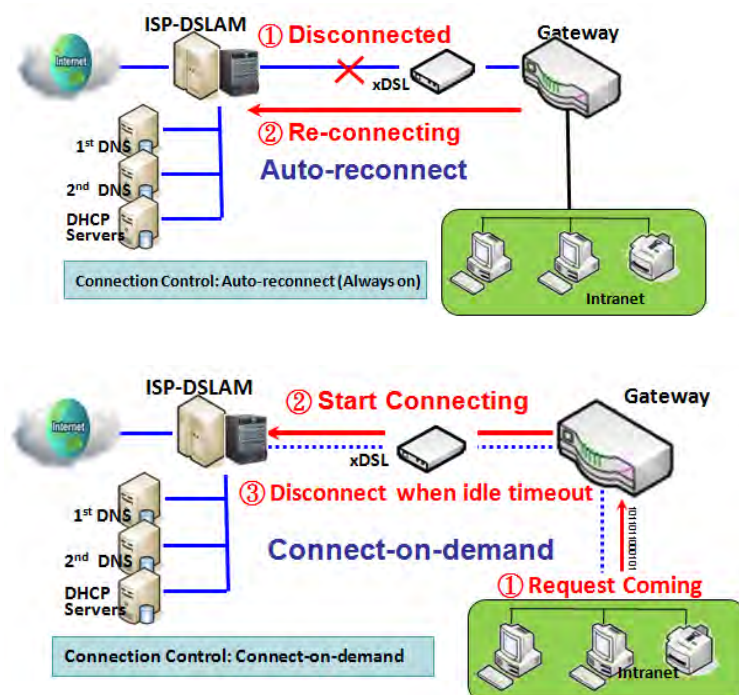 ISP-DSLAM
① Disconnected
Gateway
Internet
xDSL
② Re-connecting
1st DNS
Auto-reconnect
2nd DNS
DHCP
Servers
Connection Control: Auto-reconnect (Always on)
Intranet
ISP-DSLAM
② Start Connecting
Gateway
Internet
xDSL
③ Disconnect when idle timeout
1st DNS
2nd DNS
Connect-on-demand
101101100101
DHCP
Servers
① Request Coming
Connection Control: Connect-on-demand
Intranet